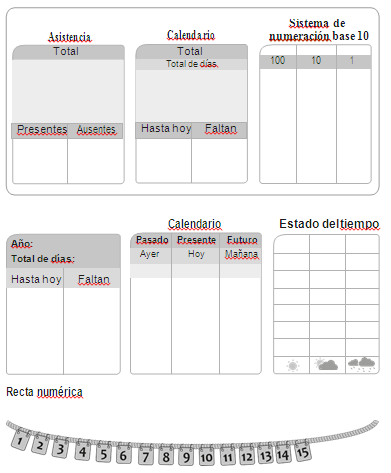 Asistencia
Total
Presentes Ausentes
Calendario
Total
Total de días.
Hasta hoy Faltan
Sistema de
numeración base 10
100 10 1
Año:
Total de días:
Hasta hoy Faltan
Calendario
Pasado Presente Futuro
Ayer Hoy Mañana
Estado del tiempo
Recta numérica
1 2 3 4 5 6 7 8 9 10 11 12 13 14 15